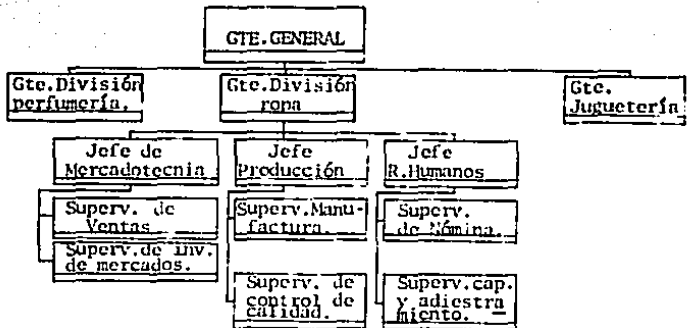 GTE.GENERAL
Gte.División
perfumería.
Gte.División
ropa
Gte.
Juguetería
Jefe de
Mercadotecnia
Jefe
Producción
Jefe
R.Humanos
Superv. de
Ventas
Superv.de inv.
de mercados.
Superv.Manu-
factura.
Superv. de
control de
calidad.
Superv.
de Nómina.
Superv.cap.
y adiestra
miento.